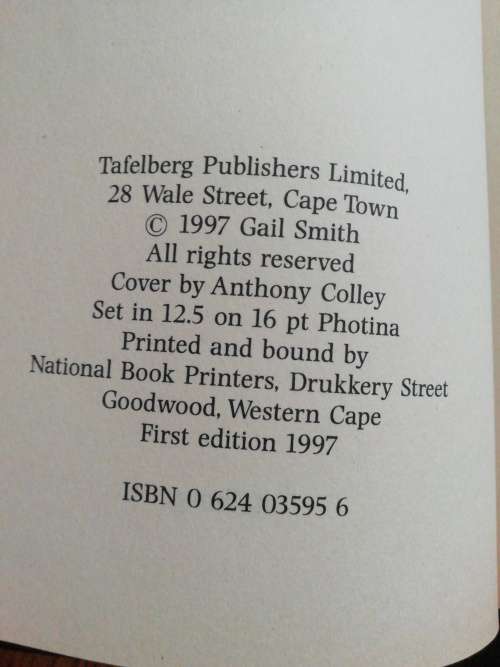 Tafelberg Publishers Limited,
28 Wale Street, Cape Town
© 1997 Gail Smith
All rights reserved
Cover by Anthony Colley
Set in 12.5 on 16 pt Photina
Printed and bound by
National Book Printers, Drukkery Street
Goodwood, Western Cape
First edition 1997
ISBN 0 624 03595 6